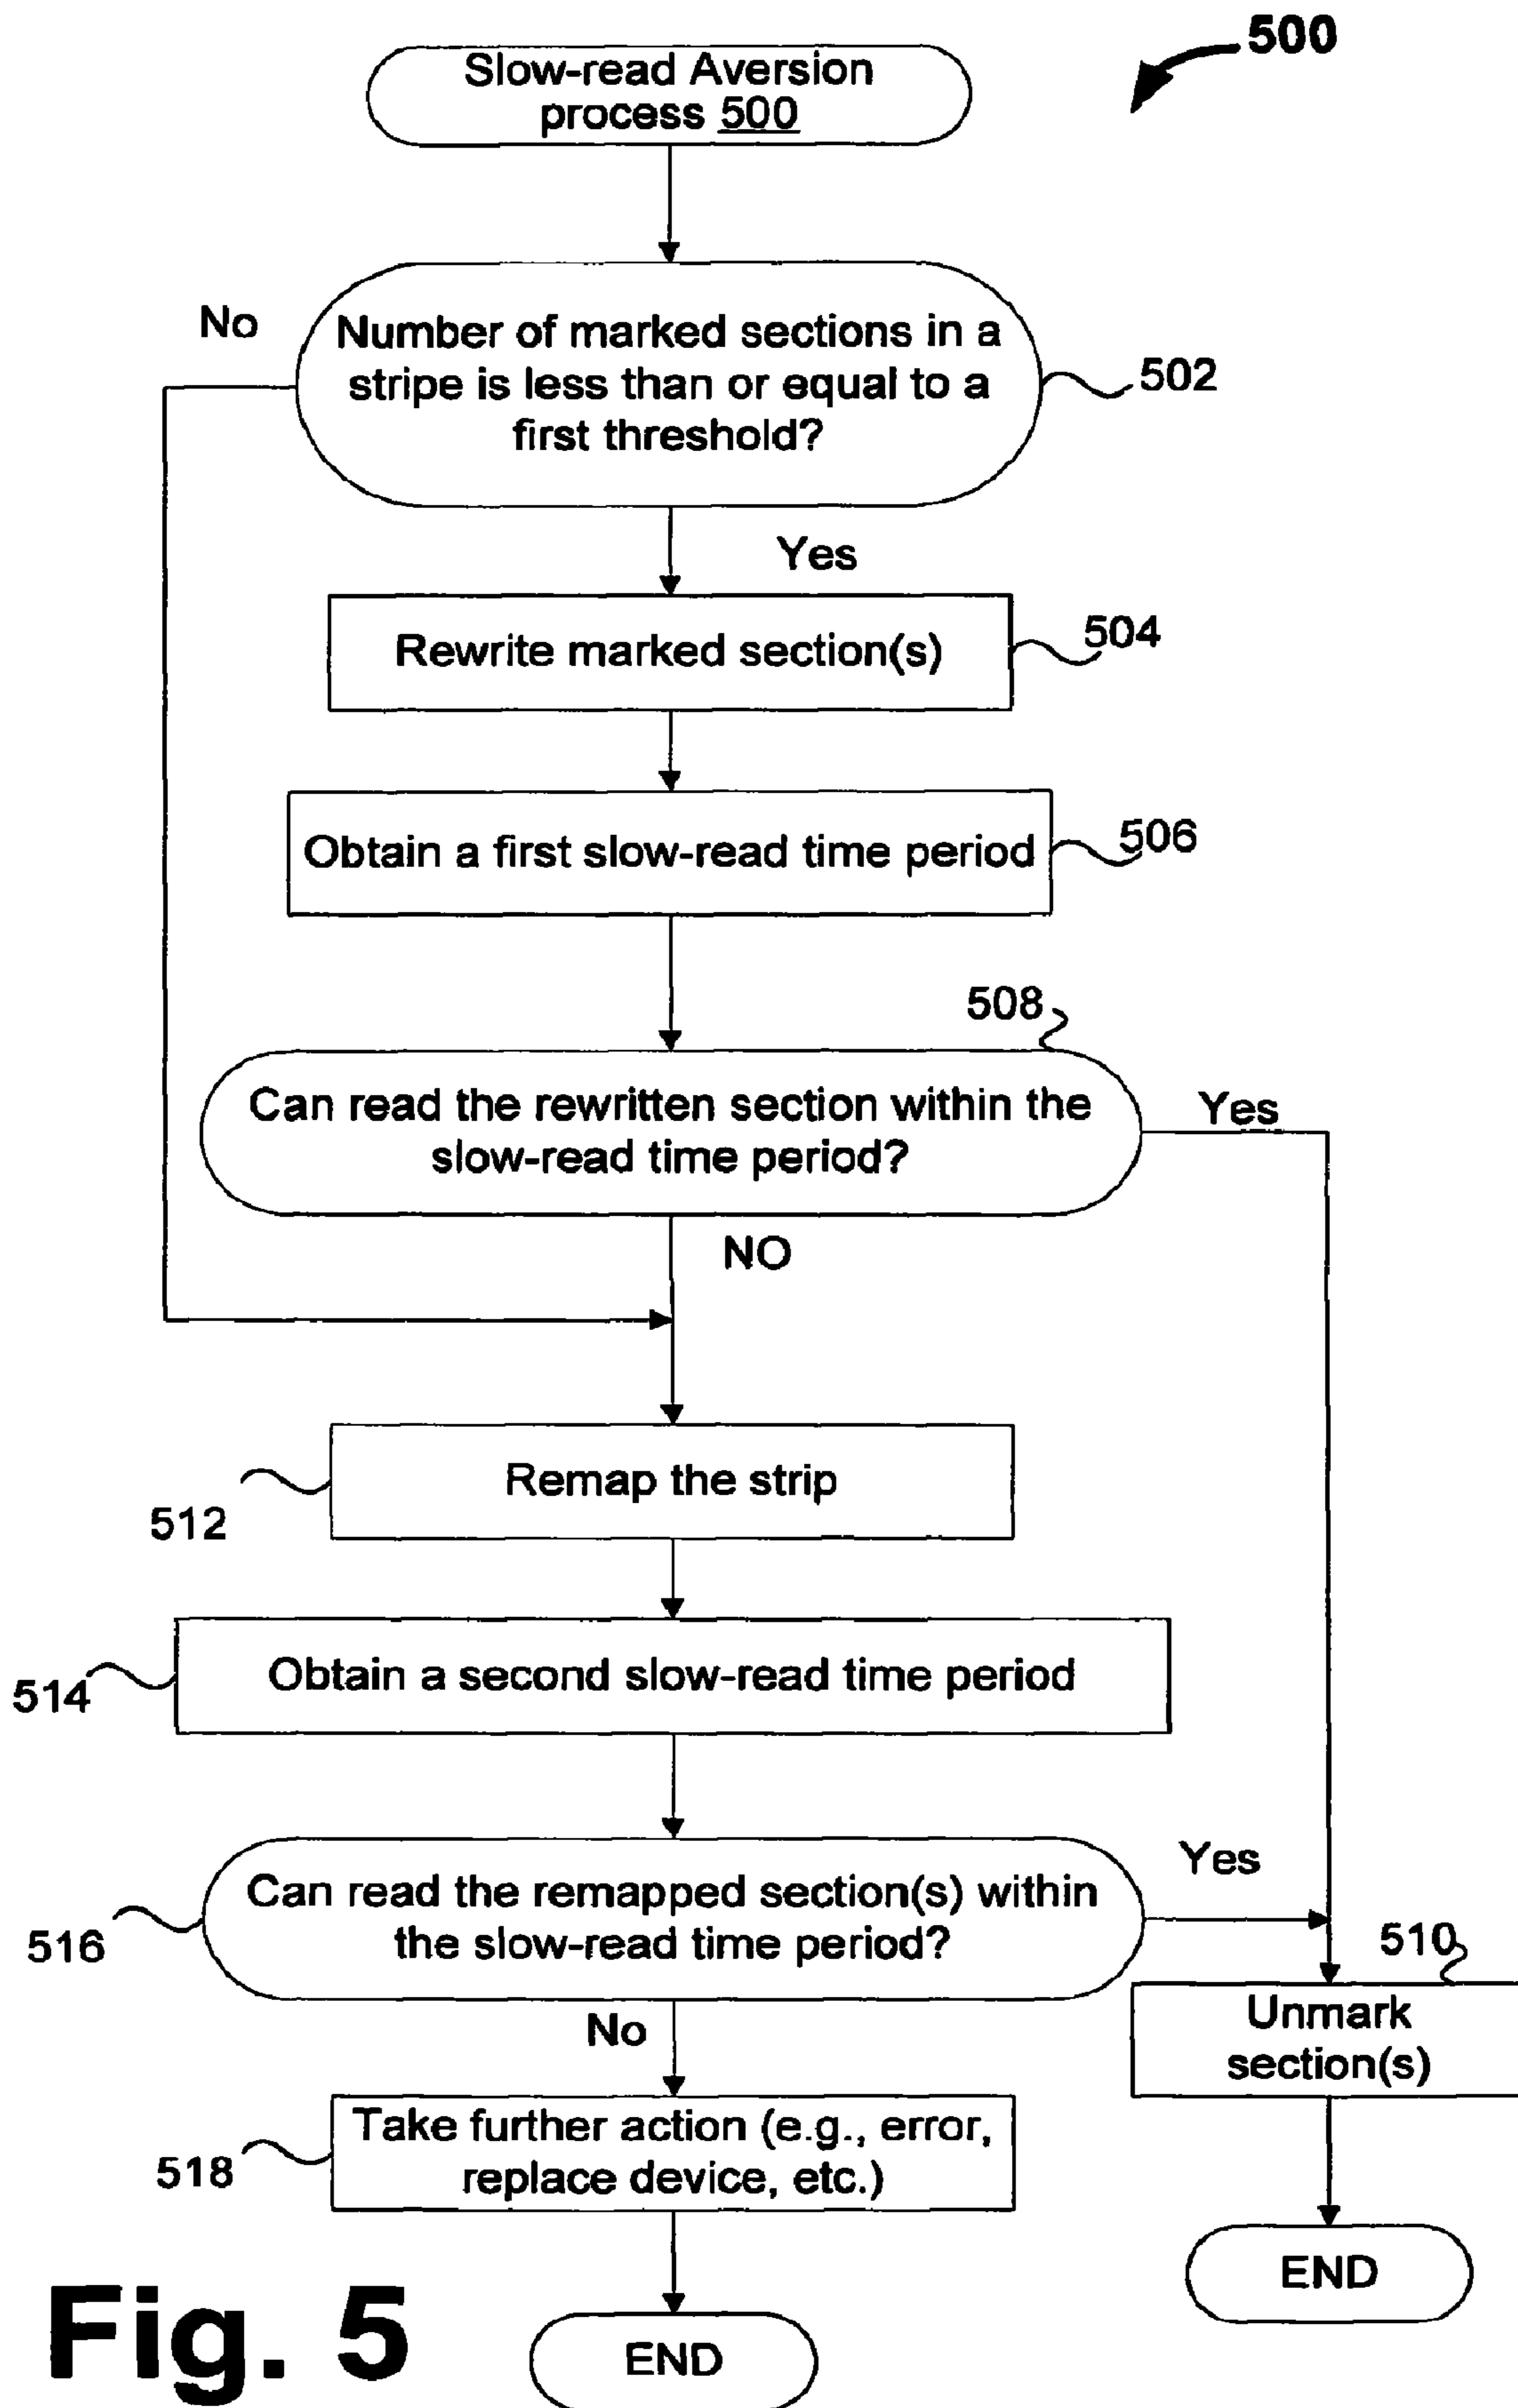 500
Slow-read Aversion
process 500
No
Number of marked sections in a
stripe is less than or equal to a
first threshold?
502
Yes
Rewrite marked section(s)
504
Obtain a first slow-read time period
506
508
Can read the rewritten section within the
slow-read time period?
Yes
NO
Remap the strip
512
Obtain a second slow-read time period
514
Yes
Can read the remapped section(s) within
the slow-read time period?
516
510
No
Unmark
section(s)
Take further action (e.g., error,
replace device, etc.)
518
END
END
Fig. 5